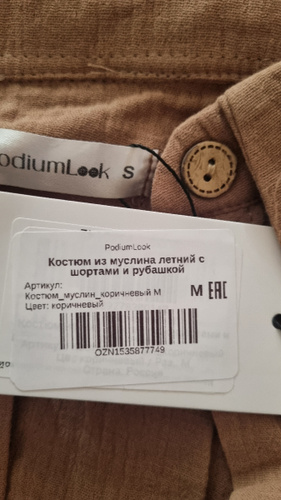 PodiumLook S
PodiumLook
Костюм из муслина летний с
шортами и рубашкой
Артикул:
Костюм_муслин_коричневый М
Цвет: коричневый
М EAC
OZN1535877749